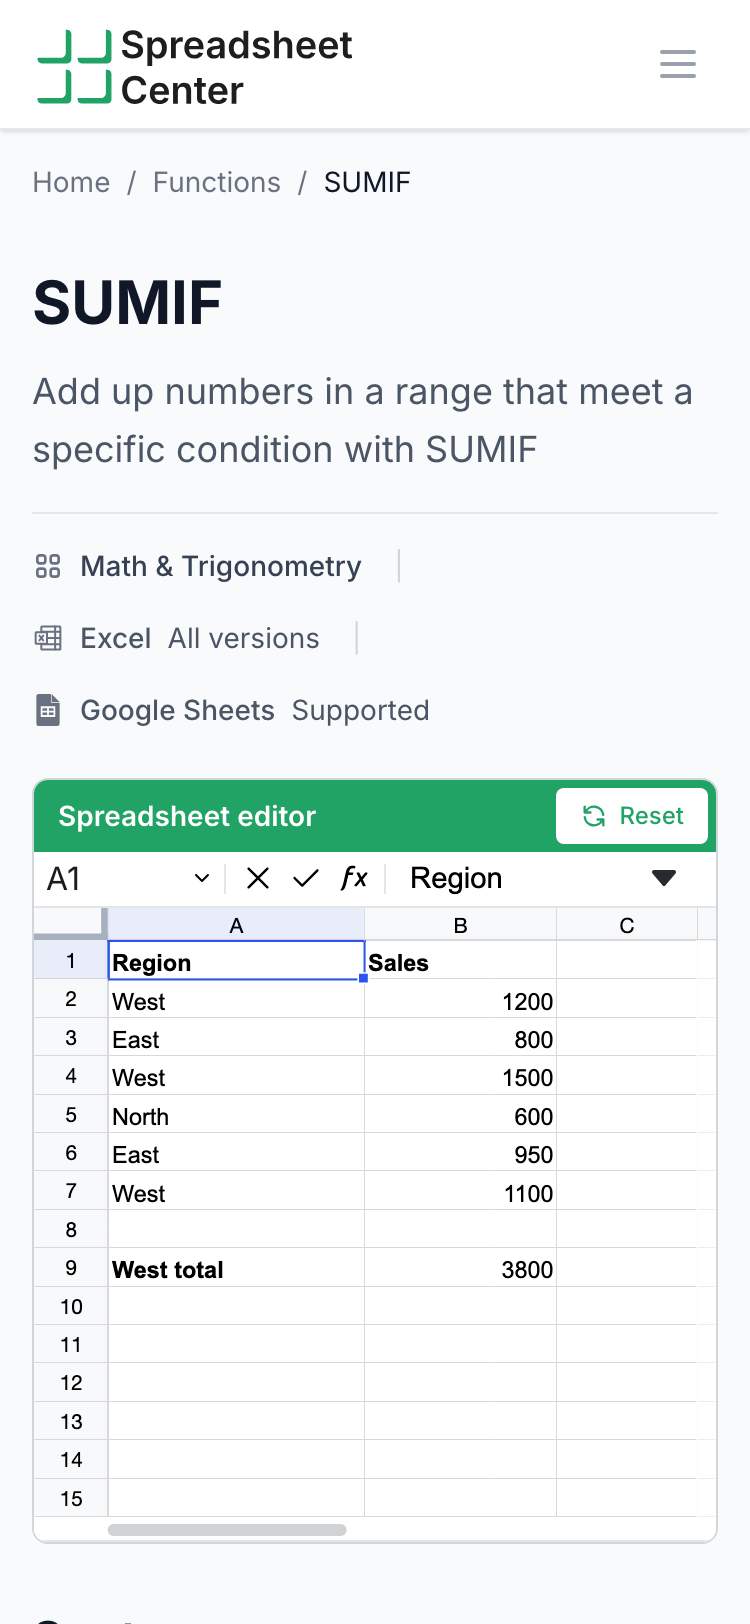 Spreadsheet
Center
Home / Functions / SUMIF
SUMIF
Add up numbers in a range that meet a
specific condition with SUMIF
Math & Trigonometry
Excel All versions
Google Sheets Supported
Spreadsheet editor Reset
A1 fx Region
A B C
1 Region Sales
2 West 1200
3 East 800
4 West 1500
5 North 600
6 East 950
7 West 1100
8
9 West total 3800
10
11
12
13
14
15